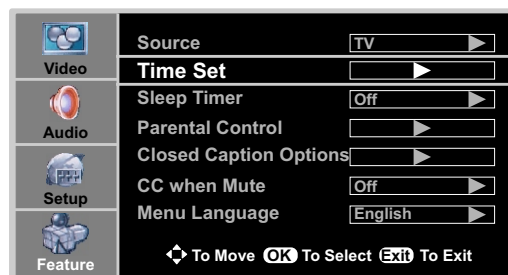 Video
Audio
Setup
Feature
Source TV
Time Set
Sleep Timer Off
Parental Control
Closed Caption Options
CC when Mute Off
Menu Language English
To Move OK To Select Exit To Exit